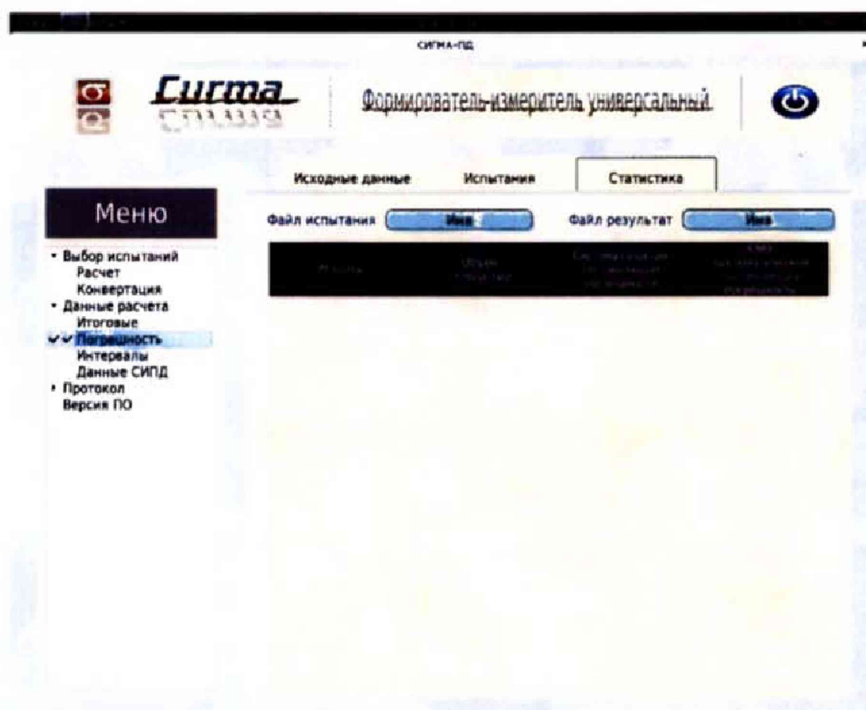 СИГМА-ПД
Сигма
Формирователь-измеритель универсальный
Исходные данные Испытания Статистика
Меню
Файл испытания Имя Файл результат Имя
Выбор испытаний
Расчет
Конвертация
Данные расчета
Итоговые
Погрешность
Интервалы
Данные СИПД
Протокол
Версия ПО